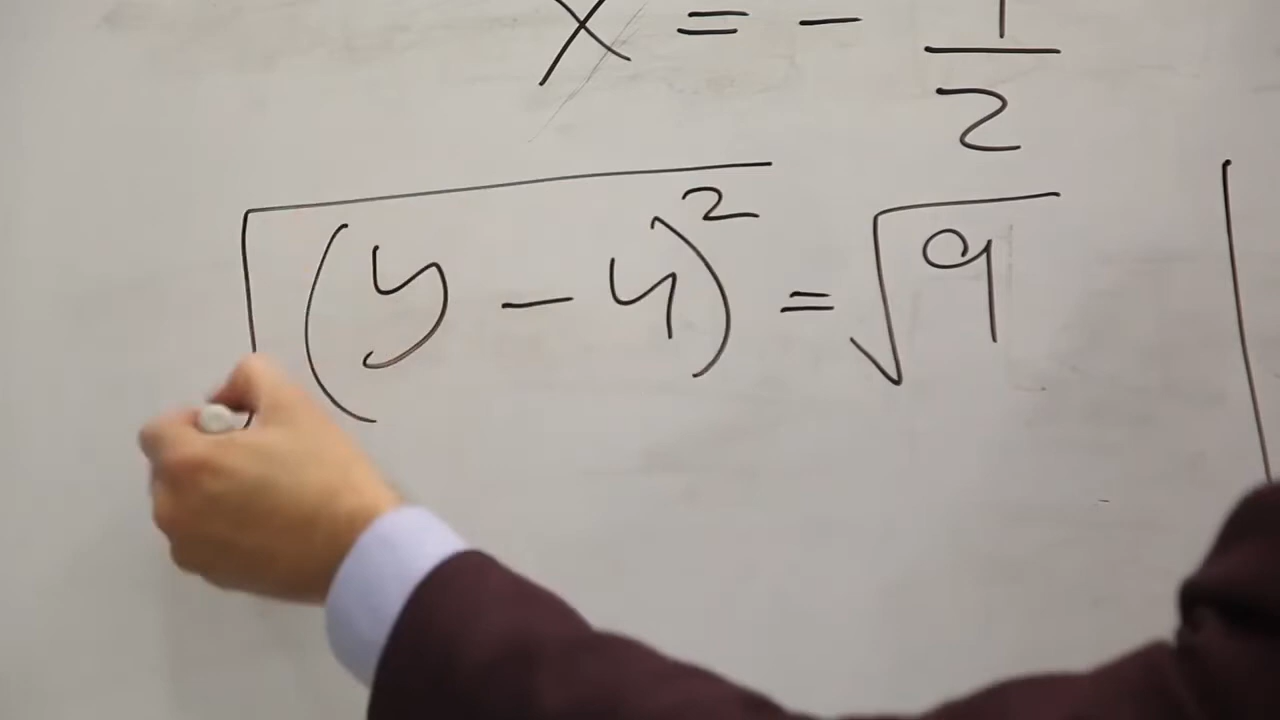 x = - 1/2
√(y - 4)² = √9